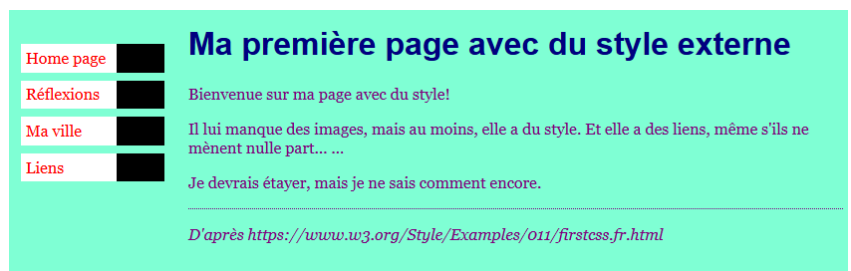 Home page
Réflexions
Ma ville
Liens
Ma première page avec du style externe
Bienvenue sur ma page avec du style!
Il lui manque des images, mais au moins, elle a du style. Et elle a des liens, même s'ils ne
mènent nulle part... ...
Je devrais étayer, mais je ne sais comment encore.
D'après https://www.w3.org/Style/Examples/011/firstcss.fr.html